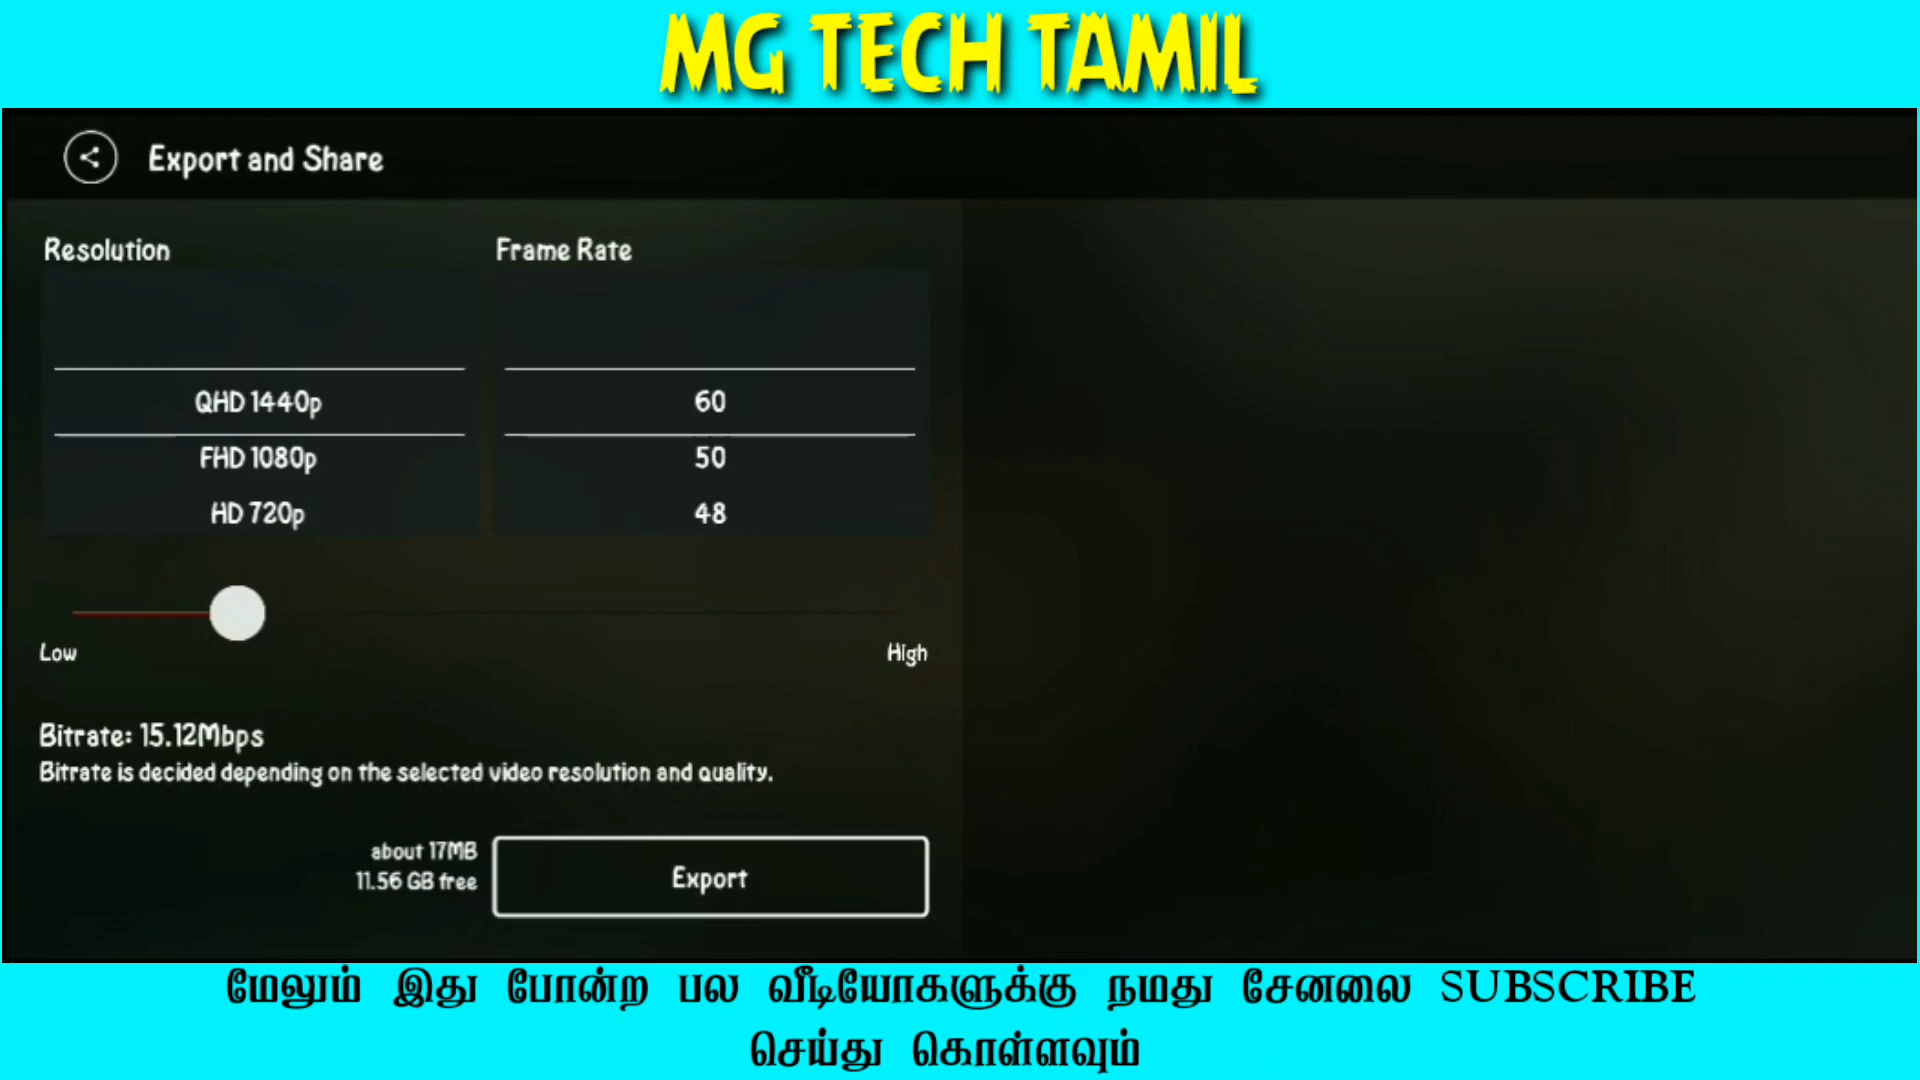 MG TECH TAMIL
Export and Share
Resolution
Frame Rate
QHD 1440p
60
FHD 1080p
50
HD 720p
48
Low
High
Bitrate: 15.12Mbps
Bitrate is decided depending on the selected video resolution and quality.
about 17MB
11.56 GB free
Export
மேலும் இது போன்ற பல வீடியோகளுக்கு நமது சேனலை SUBSCRIBE
செய்து கொள்ளவும்